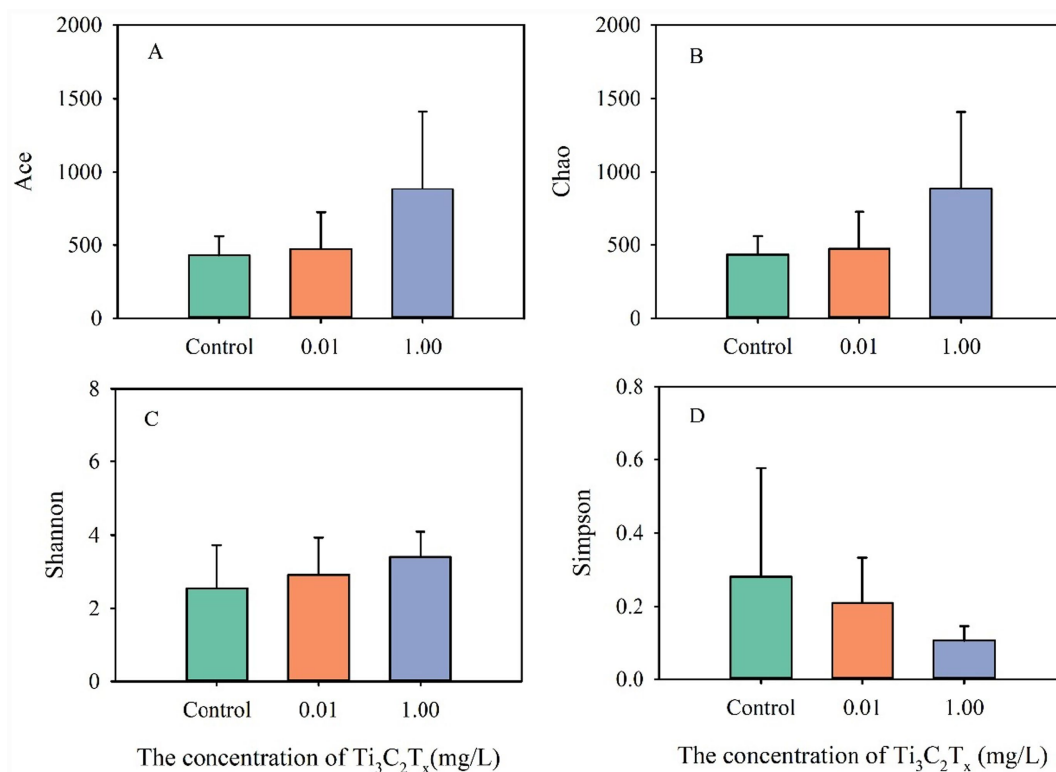 2000
1500
1000
500
0
Ace
A
Control 0.01 1.00
2000
1500
1000
500
0
Chao
B
Control 0.01 1.00
8
6
4
2
0
Shannon
C
Control 0.01 1.00
The concentration of Ti₃C₂Tₓ(mg/L)
0.8
0.6
0.4
0.2
0.0
Simpson
D
Control 0.01 1.00
The concentration of Ti₃C₂Tₓ (mg/L)